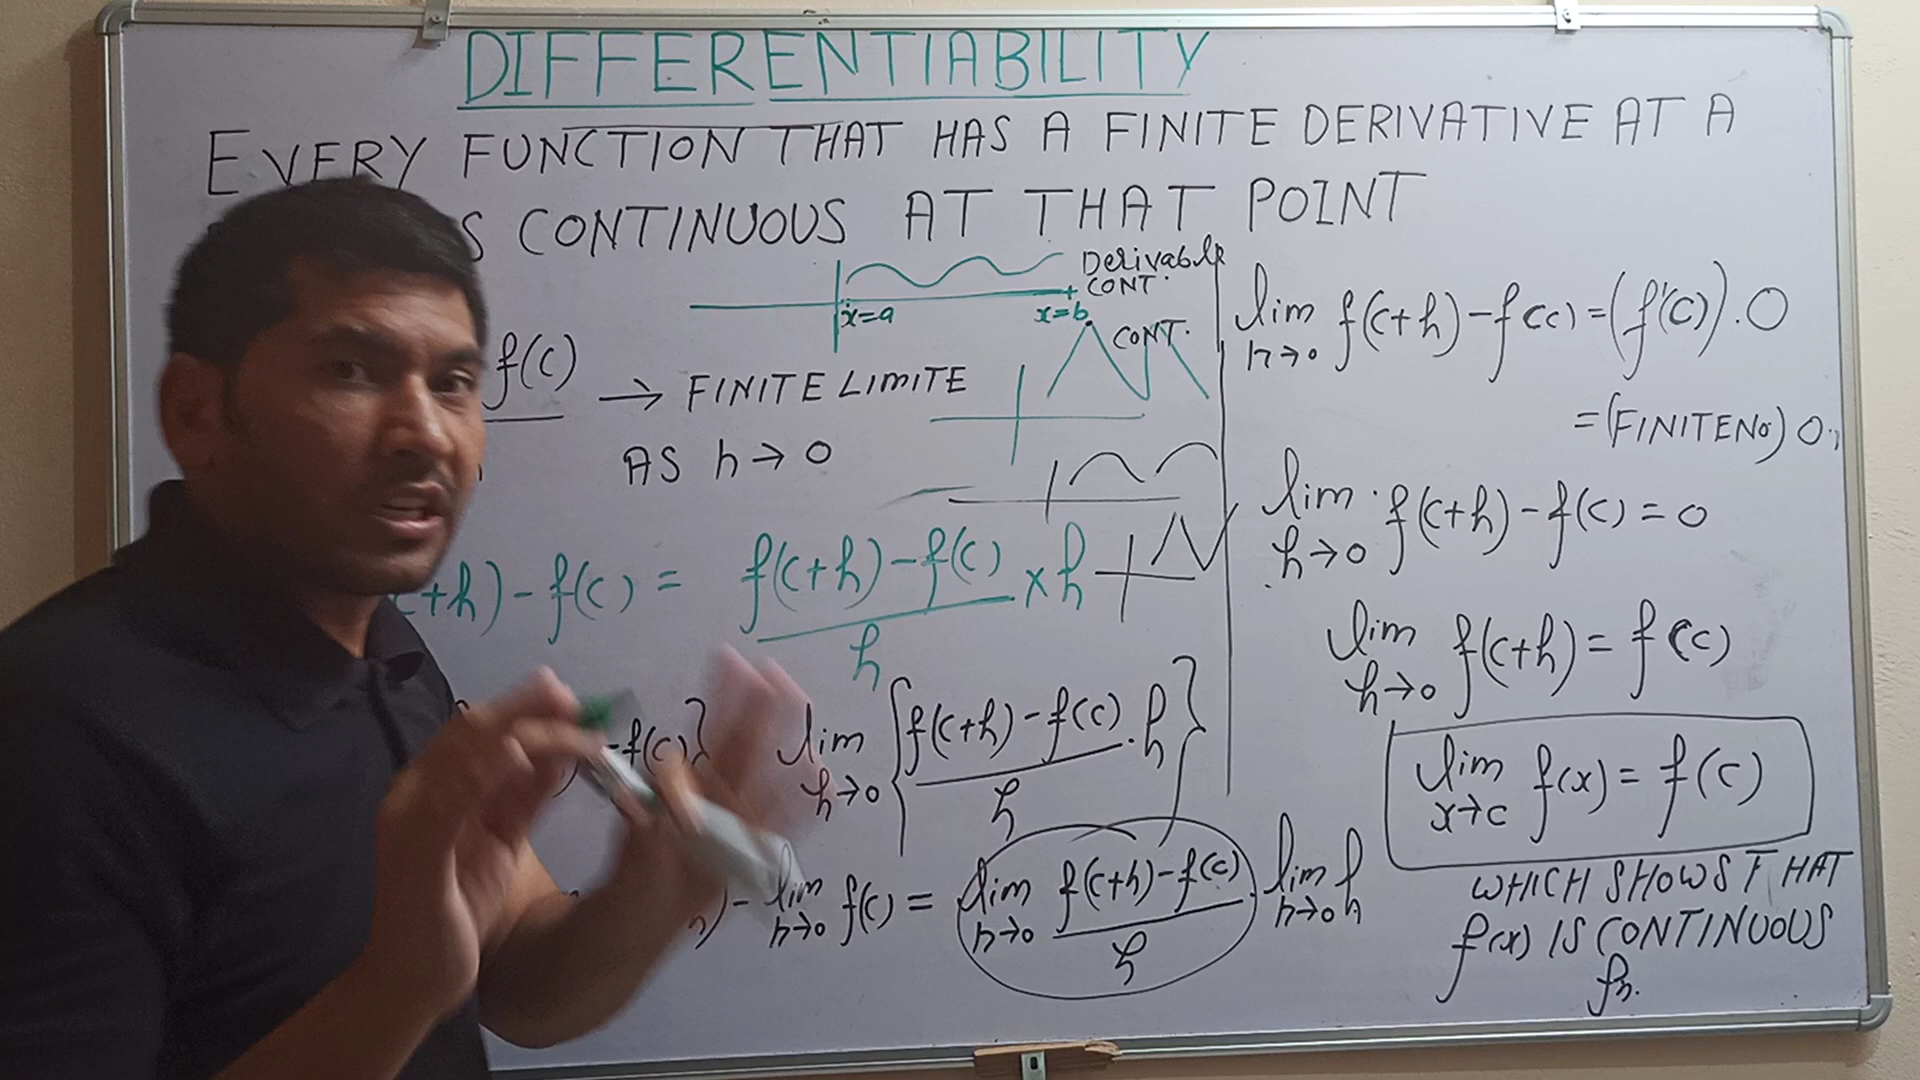 DIFFERENTIABILITY
EVERY FUNCTION THAT HAS A FINITE DERIVATIVE AT A
S CONTINUOUS AT THAT POINT
x=a
x=b
DERIVABLE
CONT.
CONT.
f(c) → FINITE LIMITE
AS h→0
c+h)-f(c) = f(c+h)-f(c)/h × h
-f(c)} lim h→0 {f(c+h)-f(c)/h . h}
h) - lim h→0 f(c) = lim h→0 f(c+h)-f(c)/h . lim h→0 h
lim h→0 f(c+h)-f(c) = (f'(c)).0
=(FINITE NO) 0
lim h→0 f(c+h)-f(c) = 0
lim h→0 f(c+h) = f(c)
lim x→c f(x) = f(c)
WHICH SHOWS THAT
f(x) IS CONTINUOUS
fn.